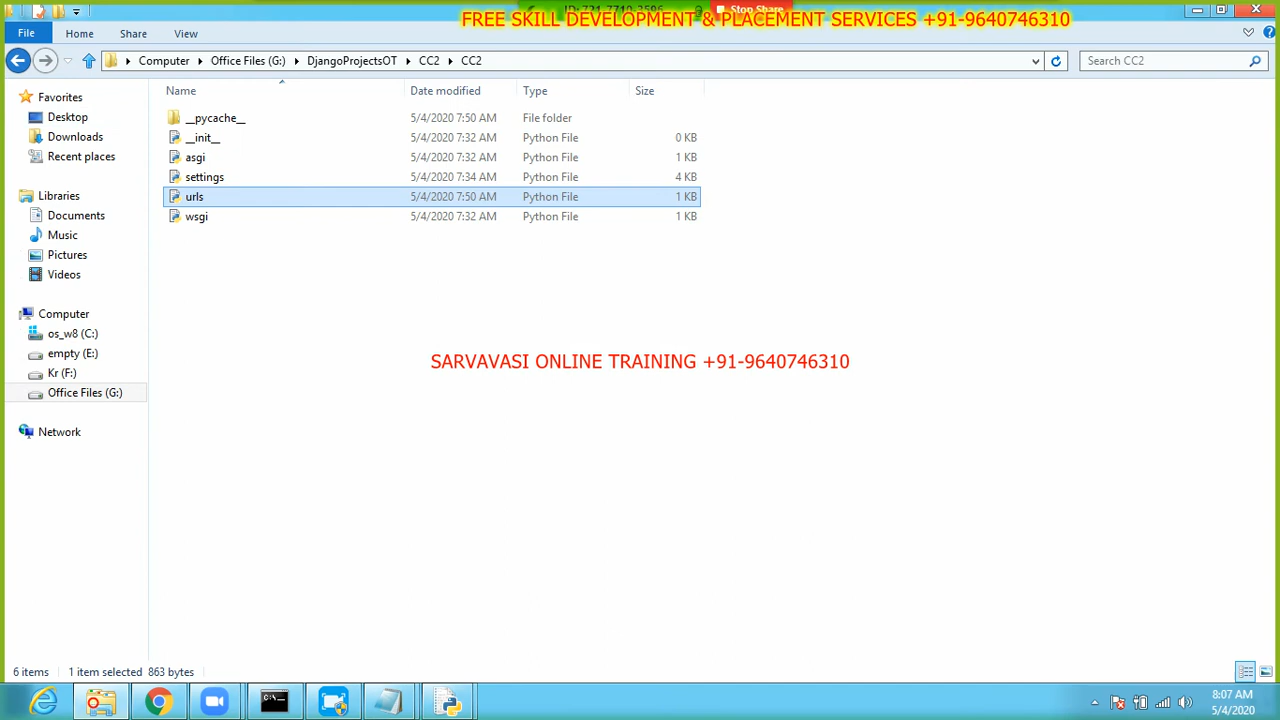 FREE SKILL DEVELOPMENT & PLACEMENT SERVICES +91-9640746310
Stop Share
File Home Share View
Computer Office Files (G:) DjangoProjectsOT CC2 CC2
Search CC2
Name Date modified Type Size
Favorites
Desktop
Downloads
Recent places
Libraries
Documents
Music
Pictures
Videos
Computer
os_w8 (C:)
empty (E:)
Kr (F:)
Office Files (G:)
Network
__pycache__ 5/4/2020 7:50 AM File folder
__init__ 5/4/2020 7:32 AM Python File 0 KB
asgi 5/4/2020 7:32 AM Python File 1 KB
settings 5/4/2020 7:34 AM Python File 4 KB
urls 5/4/2020 7:50 AM Python File 1 KB
wsgi 5/4/2020 7:32 AM Python File 1 KB
SARVAVASI ONLINE TRAINING +91-9640746310
6 items 1 item selected 863 bytes
8:07 AM
5/4/2020